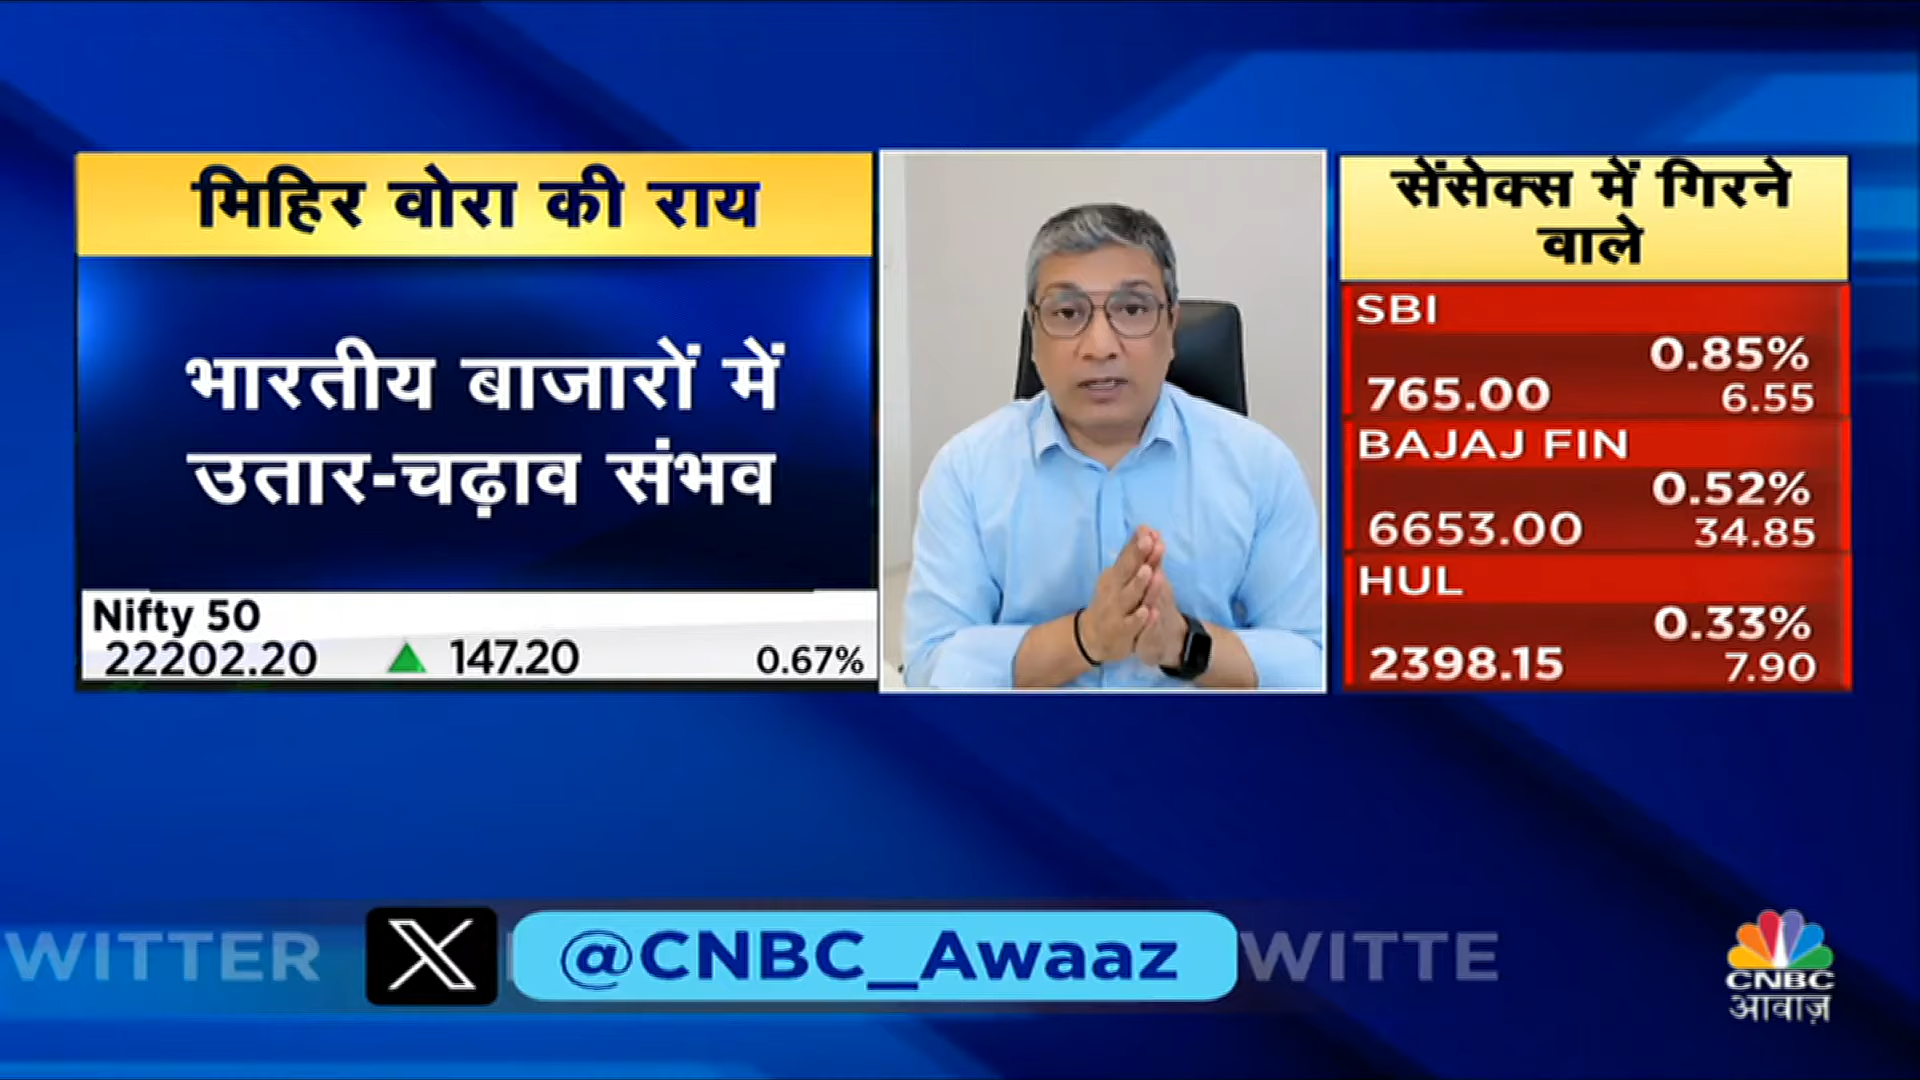 मिहिर वोरा की राय
भारतीय बाजारों में
उतार-चढ़ाव संभव
Nifty 50
22202.20 ▲ 147.20 0.67%
सेंसेक्स में गिरने
वाले
SBI
0.85%
765.00 6.55
BAJAJ FIN
0.52%
6653.00 34.85
HUL
0.33%
2398.15 7.90
WITTER X @CNBC_Awaaz WITTE
CNBC
आवाज़